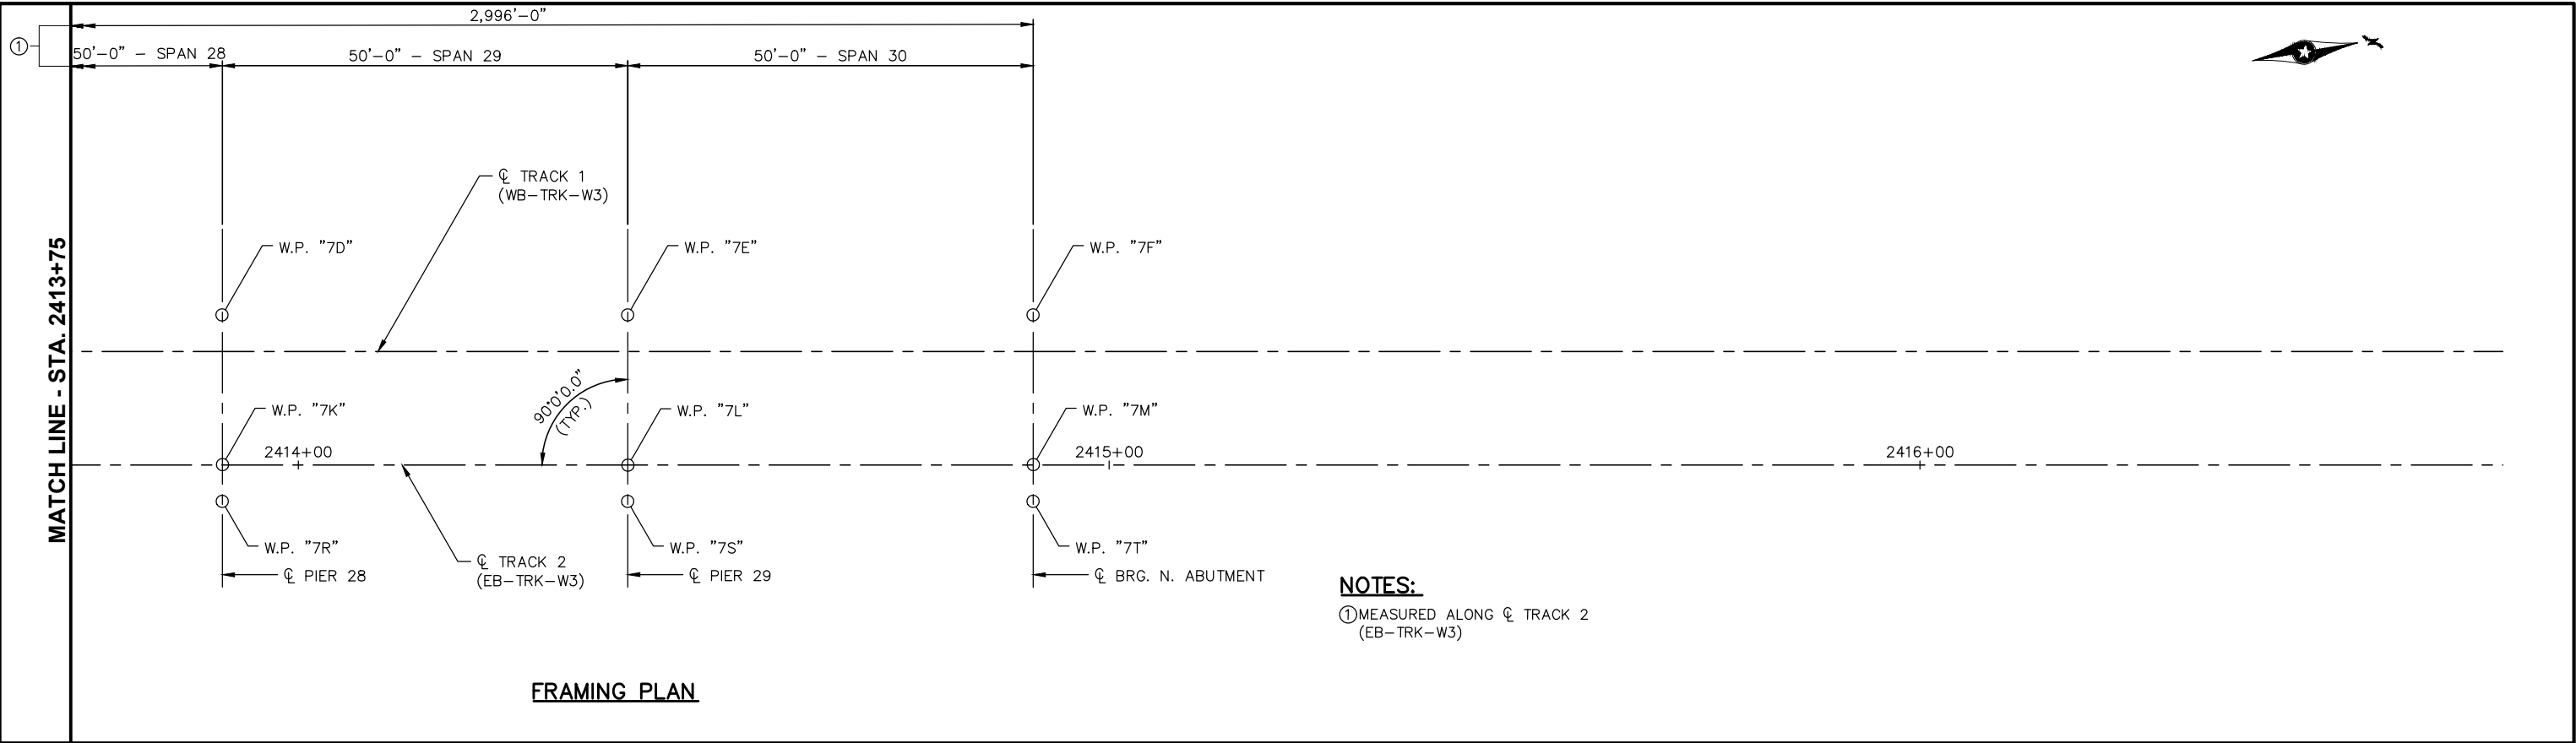 2,996'-0"
①
50'-0" - SPAN 28
50'-0" - SPAN 29
50'-0" - SPAN 30
℄ TRACK 1
(WB-TRK-W3)
MATCH LINE - STA. 2413+75
W.P. "7D"
W.P. "7E"
W.P. "7F"
90°0'0.0"
(TYP.)
W.P. "7K"
W.P. "7L"
W.P. "7M"
2414+00
2415+00
2416+00
W.P. "7R"
W.P. "7S"
W.P. "7T"
℄ TRACK 2
(EB-TRK-W3)
℄ PIER 28
℄ PIER 29
℄ BRG. N. ABUTMENT
NOTES:
① MEASURED ALONG ℄ TRACK 2
(EB-TRK-W3)
FRAMING PLAN